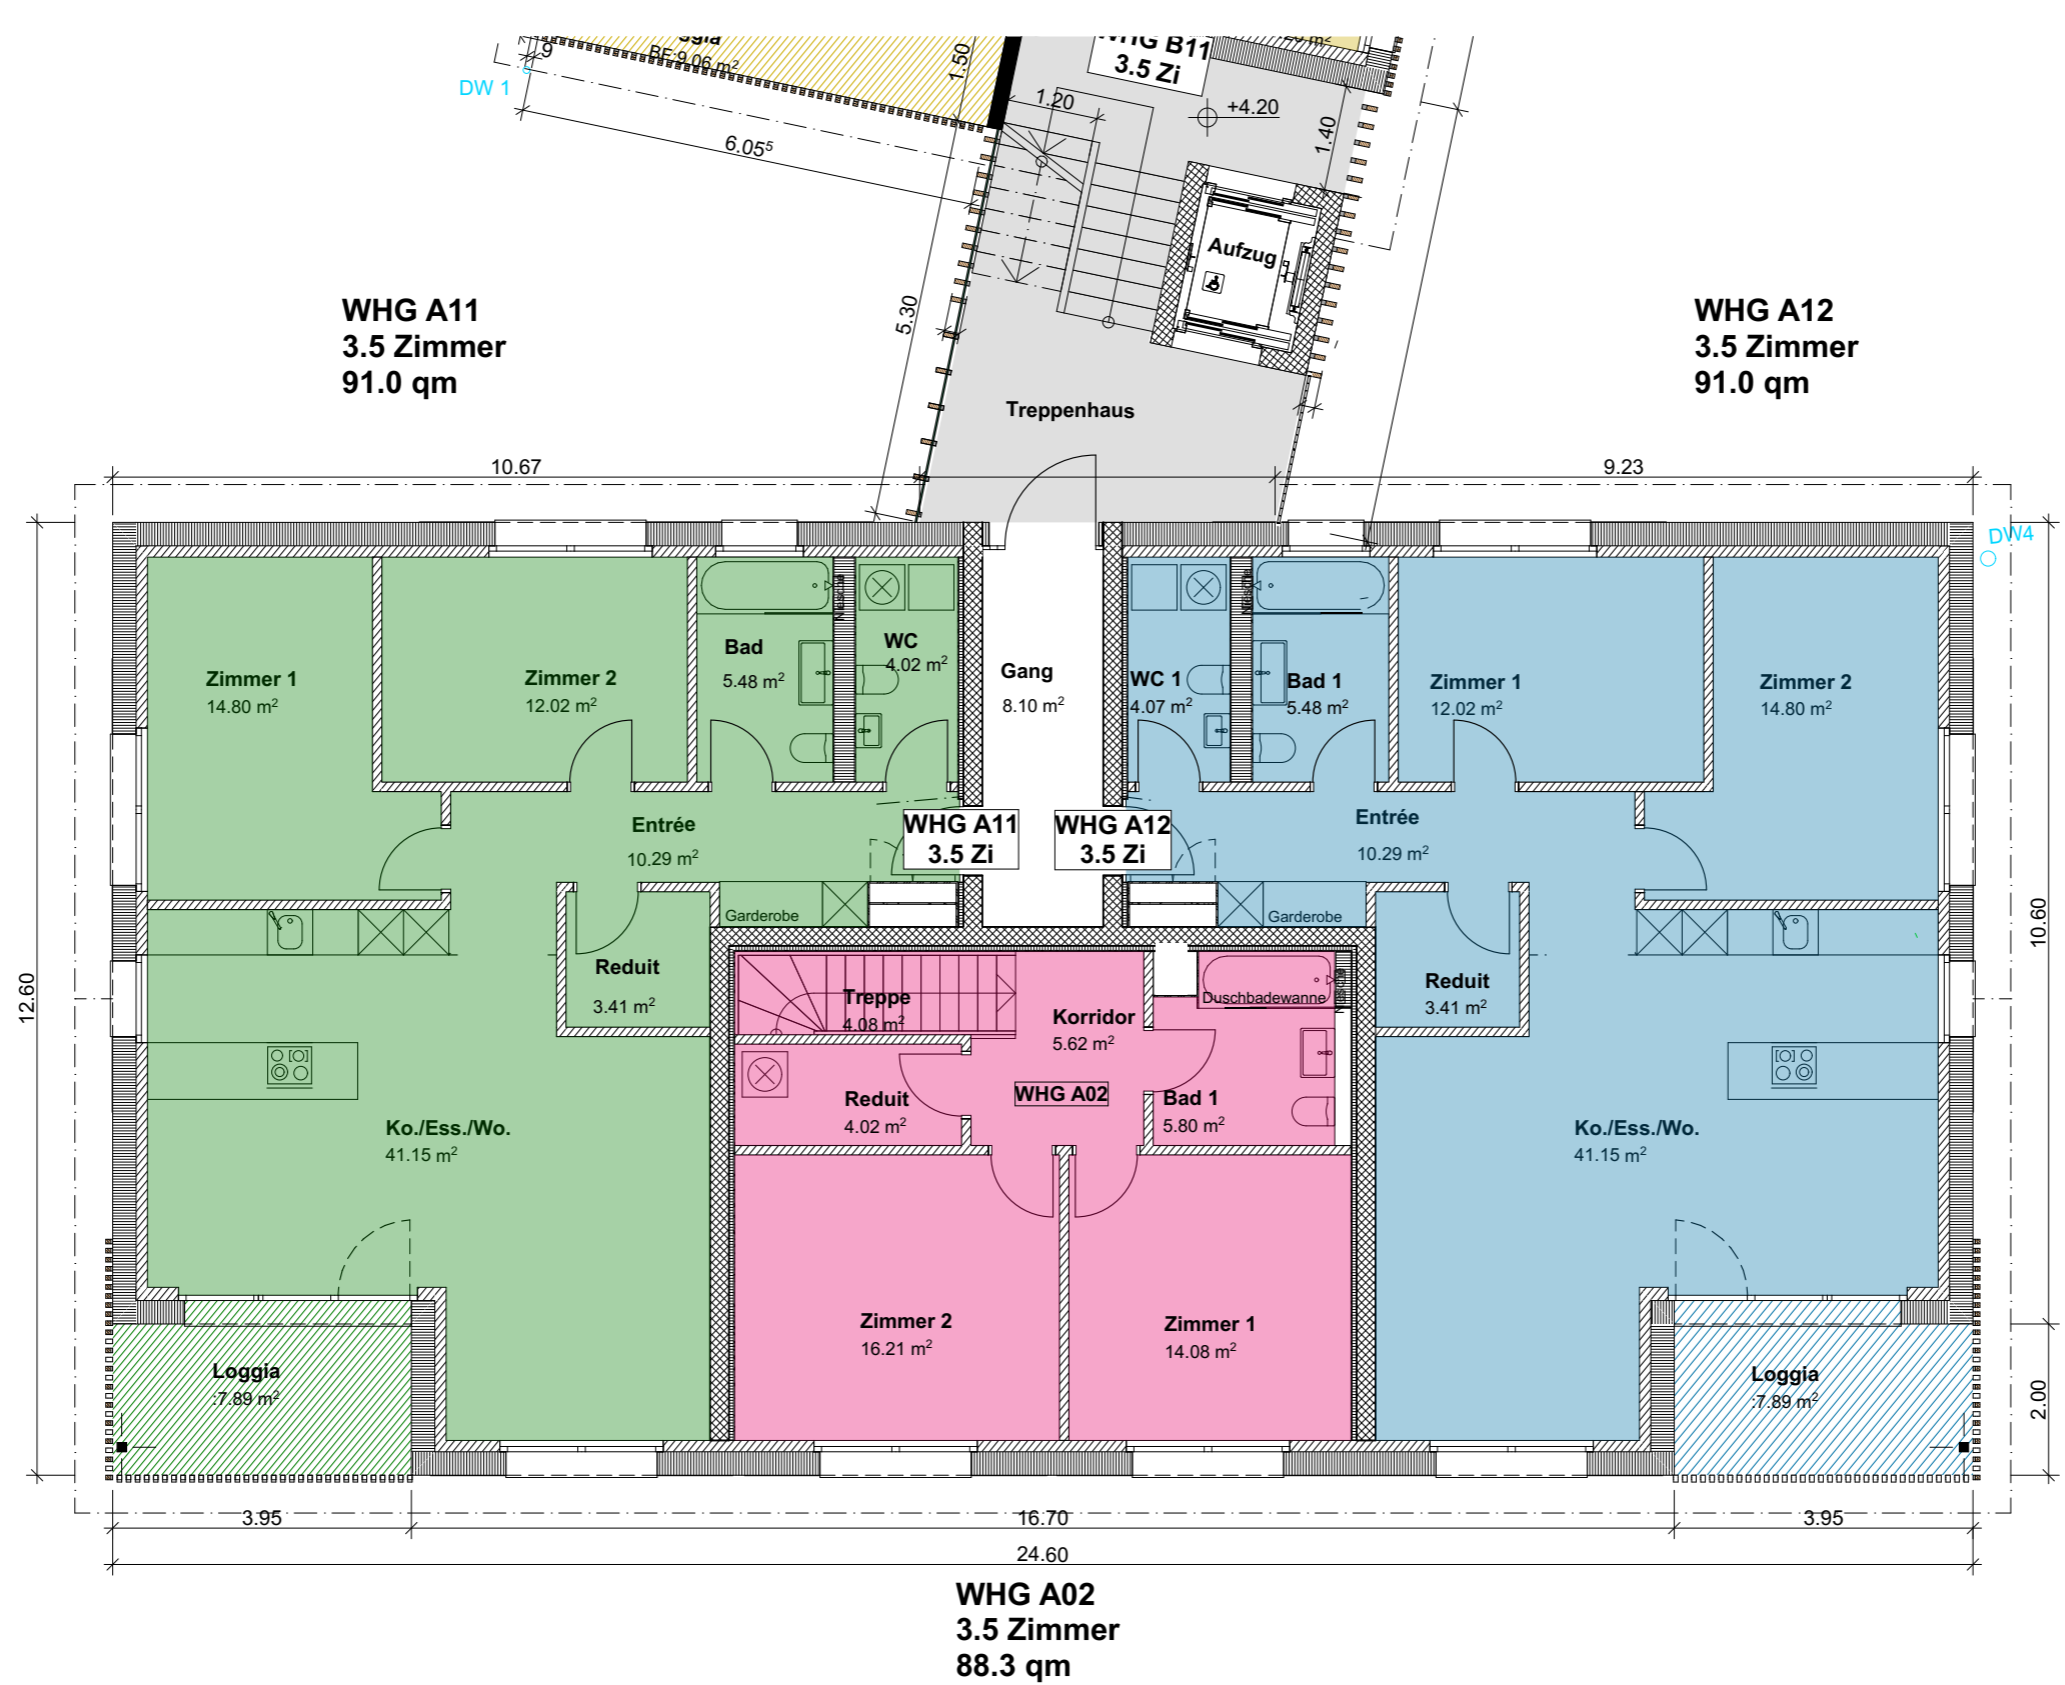 BF:9.06 m²
9
DW 1
1.50
WHG B11
3.5 Zi
1.20
+4.20
1.40
6.05⁵
Aufzug
5.30
WHG A11
3.5 Zimmer
91.0 qm
WHG A12
3.5 Zimmer
91.0 qm
Treppenhaus
10.67
9.23
DW4
Zimmer 1
14.80 m²
Zimmer 2
12.02 m²
Bad
5.48 m²
WC
4.02 m²
Gang
8.10 m²
WC 1
4.07 m²
Bad 1
5.48 m²
Zimmer 1
12.02 m²
Zimmer 2
14.80 m²
Entrée
10.29 m²
WHG A11
3.5 Zi
WHG A12
3.5 Zi
Entrée
10.29 m²
Garderobe
Garderobe
12.60
10.60
Reduit
3.41 m²
Treppe
4.08 m²
Korridor
5.62 m²
Duschbadewanne
Reduit
3.41 m²
Reduit
4.02 m²
WHG A02
Bad 1
5.80 m²
Ko./Ess./Wo.
41.15 m²
Ko./Ess./Wo.
41.15 m²
Zimmer 2
16.21 m²
Zimmer 1
14.08 m²
Loggia
:7.89 m²
Loggia
:7.89 m²
2.00
3.95
16.70
3.95
24.60
WHG A02
3.5 Zimmer
88.3 qm